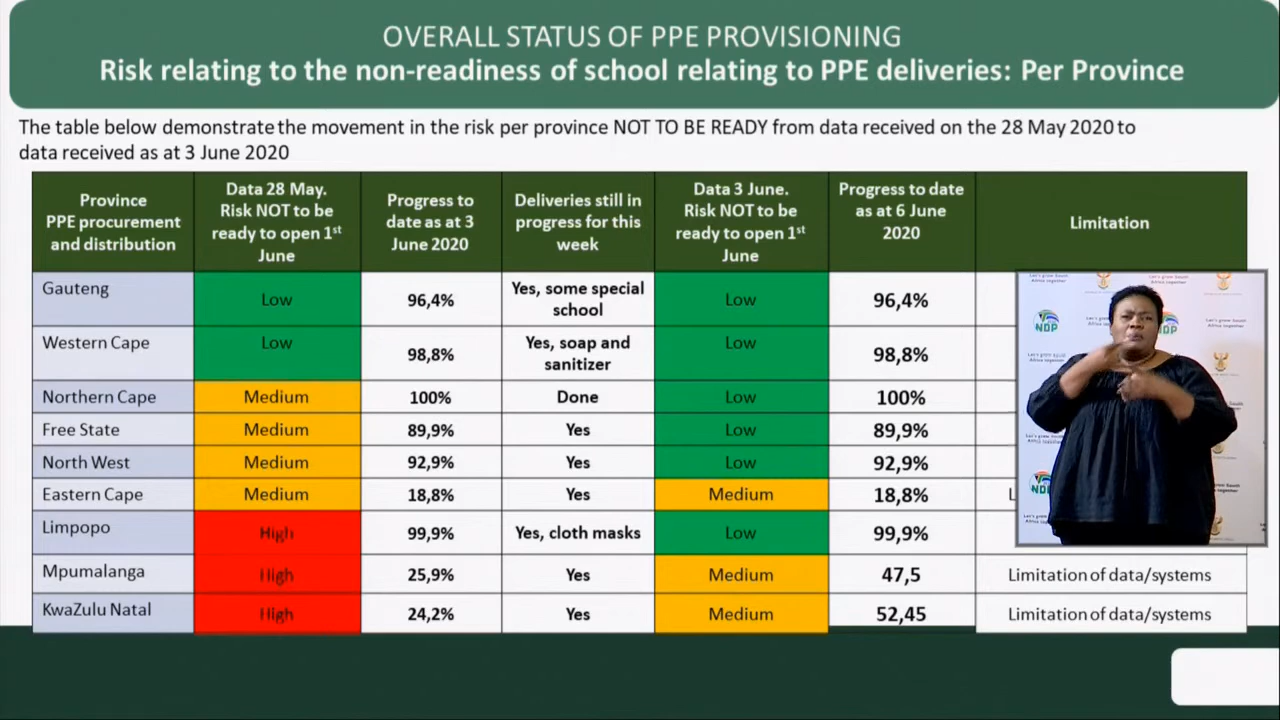 OVERALL STATUS OF PPE PROVISIONING
Risk relating to the non-readiness of school relating to PPE deliveries: Per Province
The table below demonstrate the movement in the risk per province NOT TO BE READY from data received on the 28 May 2020 to
data received as at 3 June 2020
Province
PPE procurement
and distribution
Data 28 May.
Risk NOT to be
ready to open 1st
June
Progress to
date as at 3
June 2020
Deliveries still in
progress for this
week
Data 3 June.
Risk NOT to be
ready to open 1st
June
Progress to date
as at 6 June
2020
Limitation
Gauteng
Low
96,4%
Yes, some special
school
Low
96,4%
Western Cape
Low
98,8%
Yes, soap and
sanitizer
Low
98,8%
Northern Cape
Medium
100%
Done
Low
100%
Free State
Medium
89,9%
Yes
Low
89,9%
North West
Medium
92,9%
Yes
Low
92,9%
Eastern Cape
Medium
18,8%
Yes
Medium
18,8%
L
Limpopo
High
99,9%
Yes, cloth masks
Low
99,9%
Mpumalanga
High
25,9%
Yes
Medium
47,5
Limitation of data/systems
KwaZulu Natal
High
24,2%
Yes
Medium
52,45
Limitation of data/systems
Let's grow South
Africa together
NDP